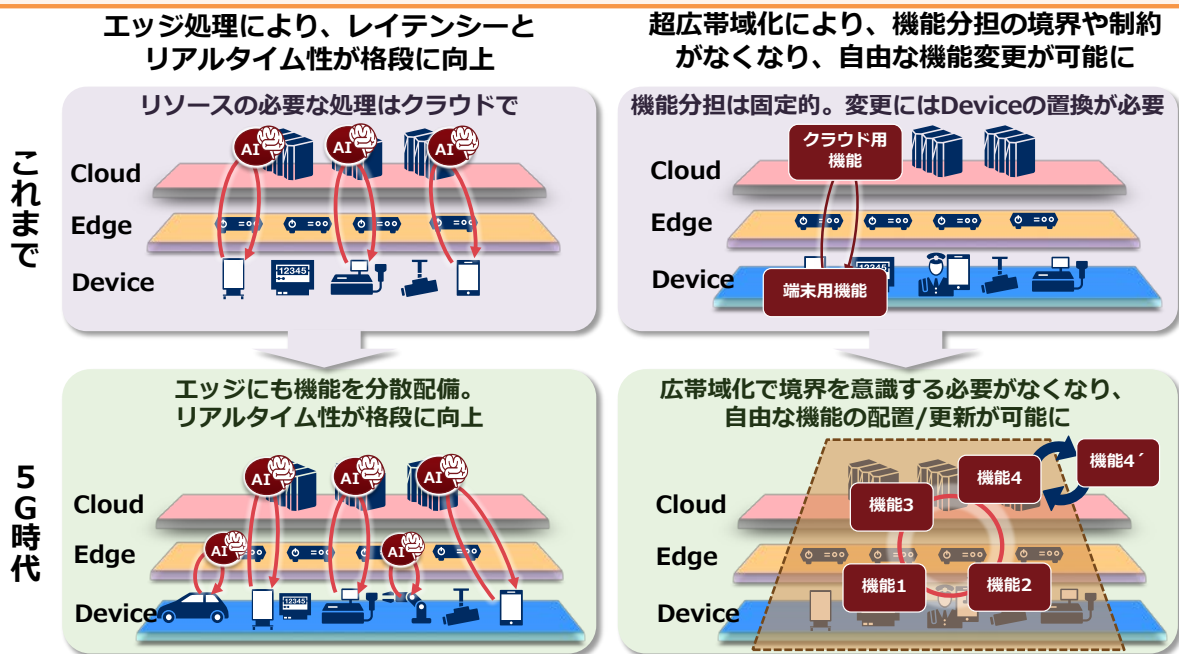 エッジ処理により、レイテンシーと
リアルタイム性が格段に向上
超広帯域化により、機能分担の境界や制約
がなくなり、自由な機能変更が可能に
これまで
リソースの必要な処理はクラウドで
AI
AI
AI
Cloud
Edge
Device
12345
機能分担は固定的。変更にはDeviceの置換が必要
クラウド用
機能
Cloud
Edge
Device
12345
端末用機能
5G時代
エッジにも機能を分散配備。
リアルタイム性が格段に向上
AI
AI
AI
Cloud
AI
AI
Edge
Device
12345
広帯域化で境界を意識する必要がなくなり、
自由な機能の配置/更新が可能に
機能4
機能4´
機能3
Cloud
Edge
機能1
機能2
Device